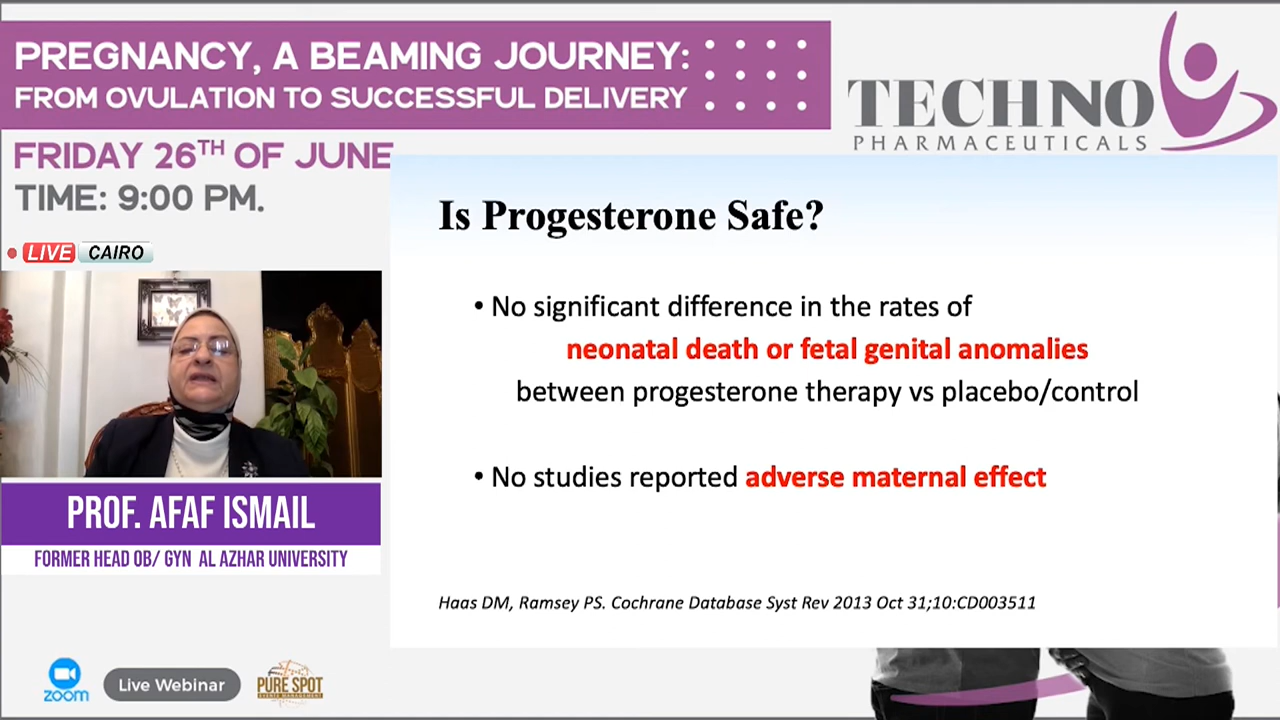 PREGNANCY, A BEAMING JOURNEY:
FROM OVULATION TO SUCCESSFUL DELIVERY
TECHNO
PHARMACEUTICALS
FRIDAY 26TH OF JUNE
TIME: 9:00 PM.
LIVE CAIRO
Is Progesterone Safe?
• No significant difference in the rates of
neonatal death or fetal genital anomalies
between progesterone therapy vs placebo/control
• No studies reported adverse maternal effect
Haas DM, Ramsey PS. Cochrane Database Syst Rev 2013 Oct 31;10:CD003511
PROF. AFAF ISMAIL
FORMER HEAD OB/ GYN AL AZHAR UNIVERSITY
zoom
Live Webinar
PURE SPOT
EVENTS MANAGEMENT